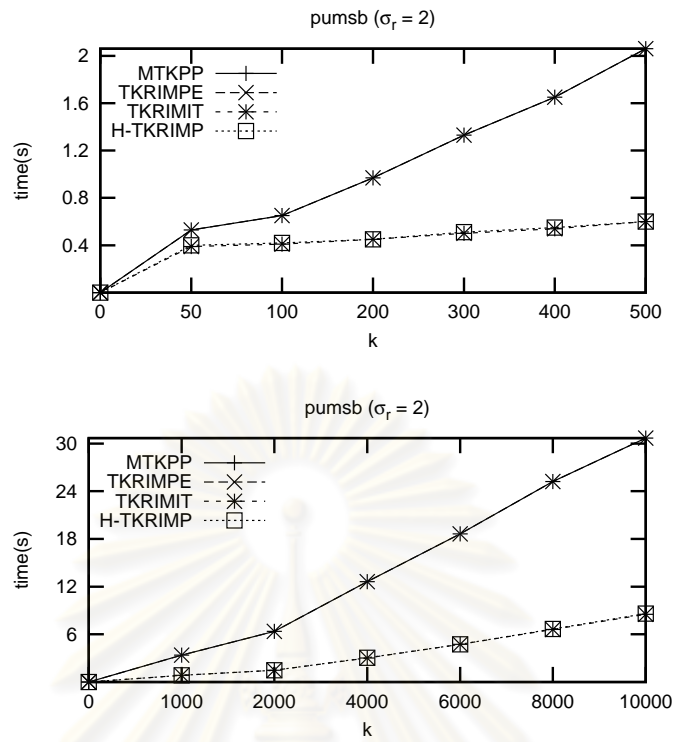 pumsb (σr = 2)
2
1.6
1.2
0.8
0.4
time(s)
MTKPP
TKRIMPE
TKRIMIT
H-TKRIMP
0 50 100 200 300 400 500
k
pumsb (σr = 2)
30
24
18
12
6
time(s)
MTKPP
TKRIMPE
TKRIMIT
H-TKRIMP
0 1000 2000 4000 6000 8000 10000
k